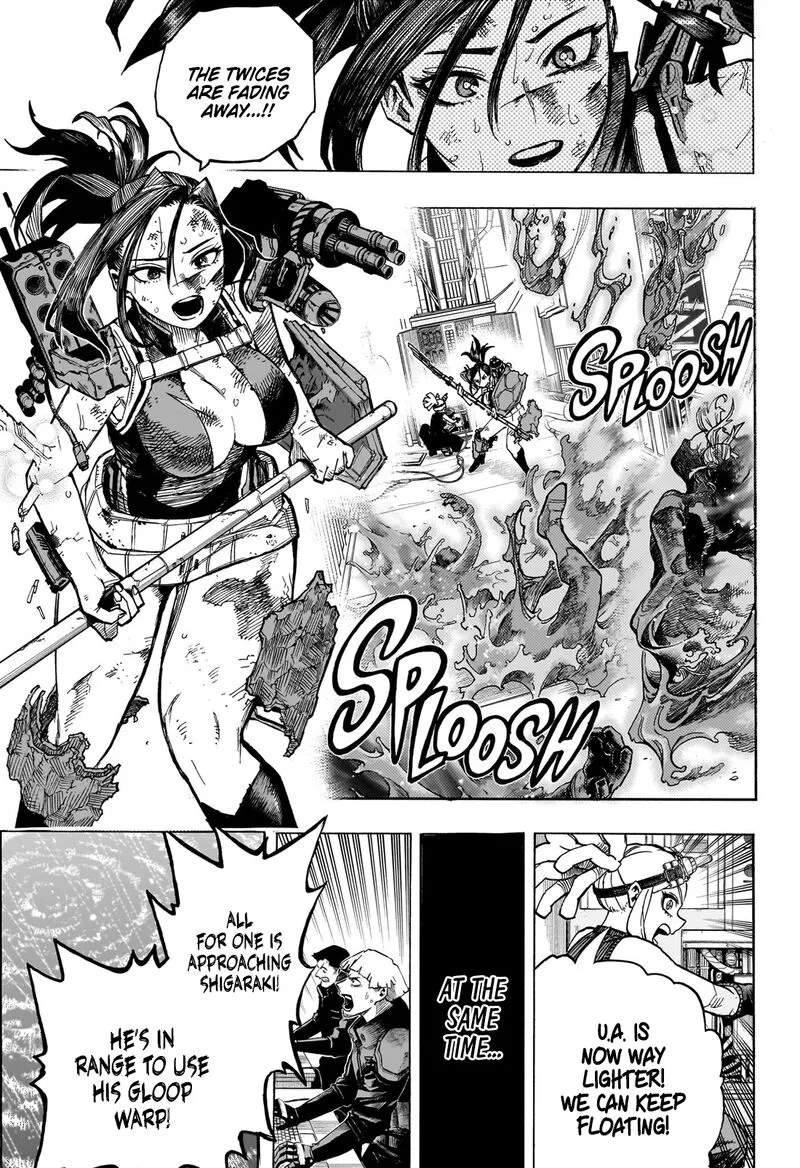 THE TWICES
ARE FADING
AWAY...!!
SPLOOSH
SPLOOSH
U.A. IS
NOW WAY
LIGHTER!
WE CAN KEEP
FLOATING!
AT THE
SAME
TIME...
ALL
FOR ONE IS
APPROACHING
SHIGARAKI!
HE'S IN
RANGE TO USE
HIS GLOOP
WARP!